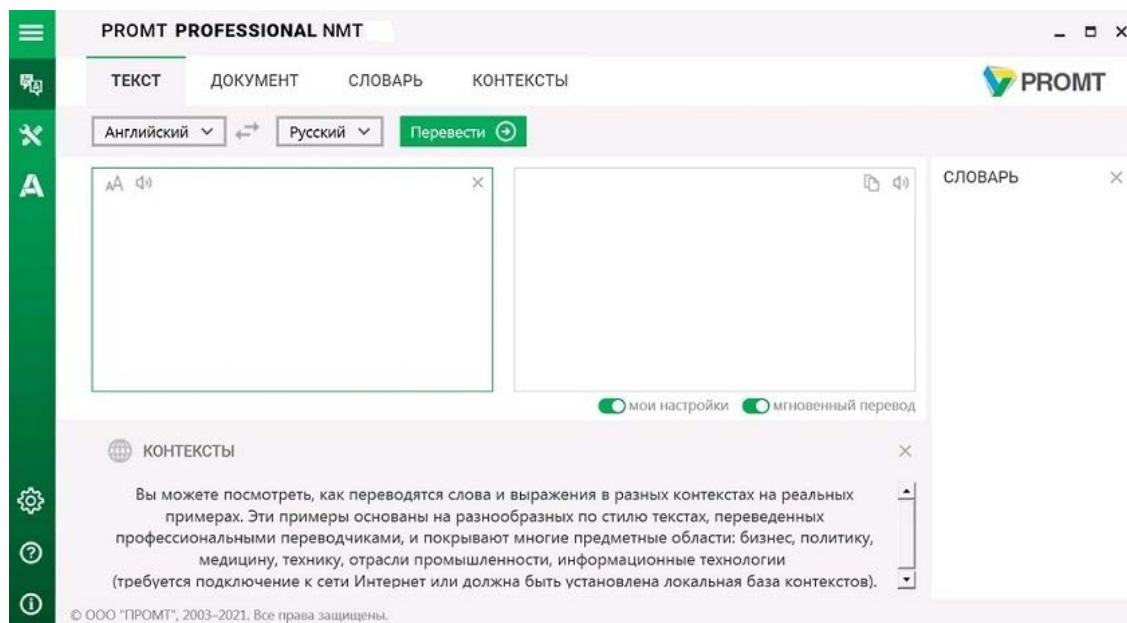 PROMT PROFESSIONAL NMT
ТЕКСТ ДОКУМЕНТ СЛОВАРЬ КОНТЕКСТЫ
PROMT
Английский Русский Перевести
AA
СЛОВАРЬ
мои настройки мгновенный перевод
КОНТЕКСТЫ
Вы можете посмотреть, как переводятся слова и выражения в разных контекстах на реальных
примерах. Эти примеры основаны на разнообразных по стилю текстах, переведенных
профессиональными переводчиками, и покрывают многие предметные области: бизнес, политику,
медицину, технику, отрасли промышленности, информационные технологии
(требуется подключение к сети Интернет или должна быть установлена локальная база контекстов).
© ООО "ПРОМТ", 2003–2021. Все права защищены.